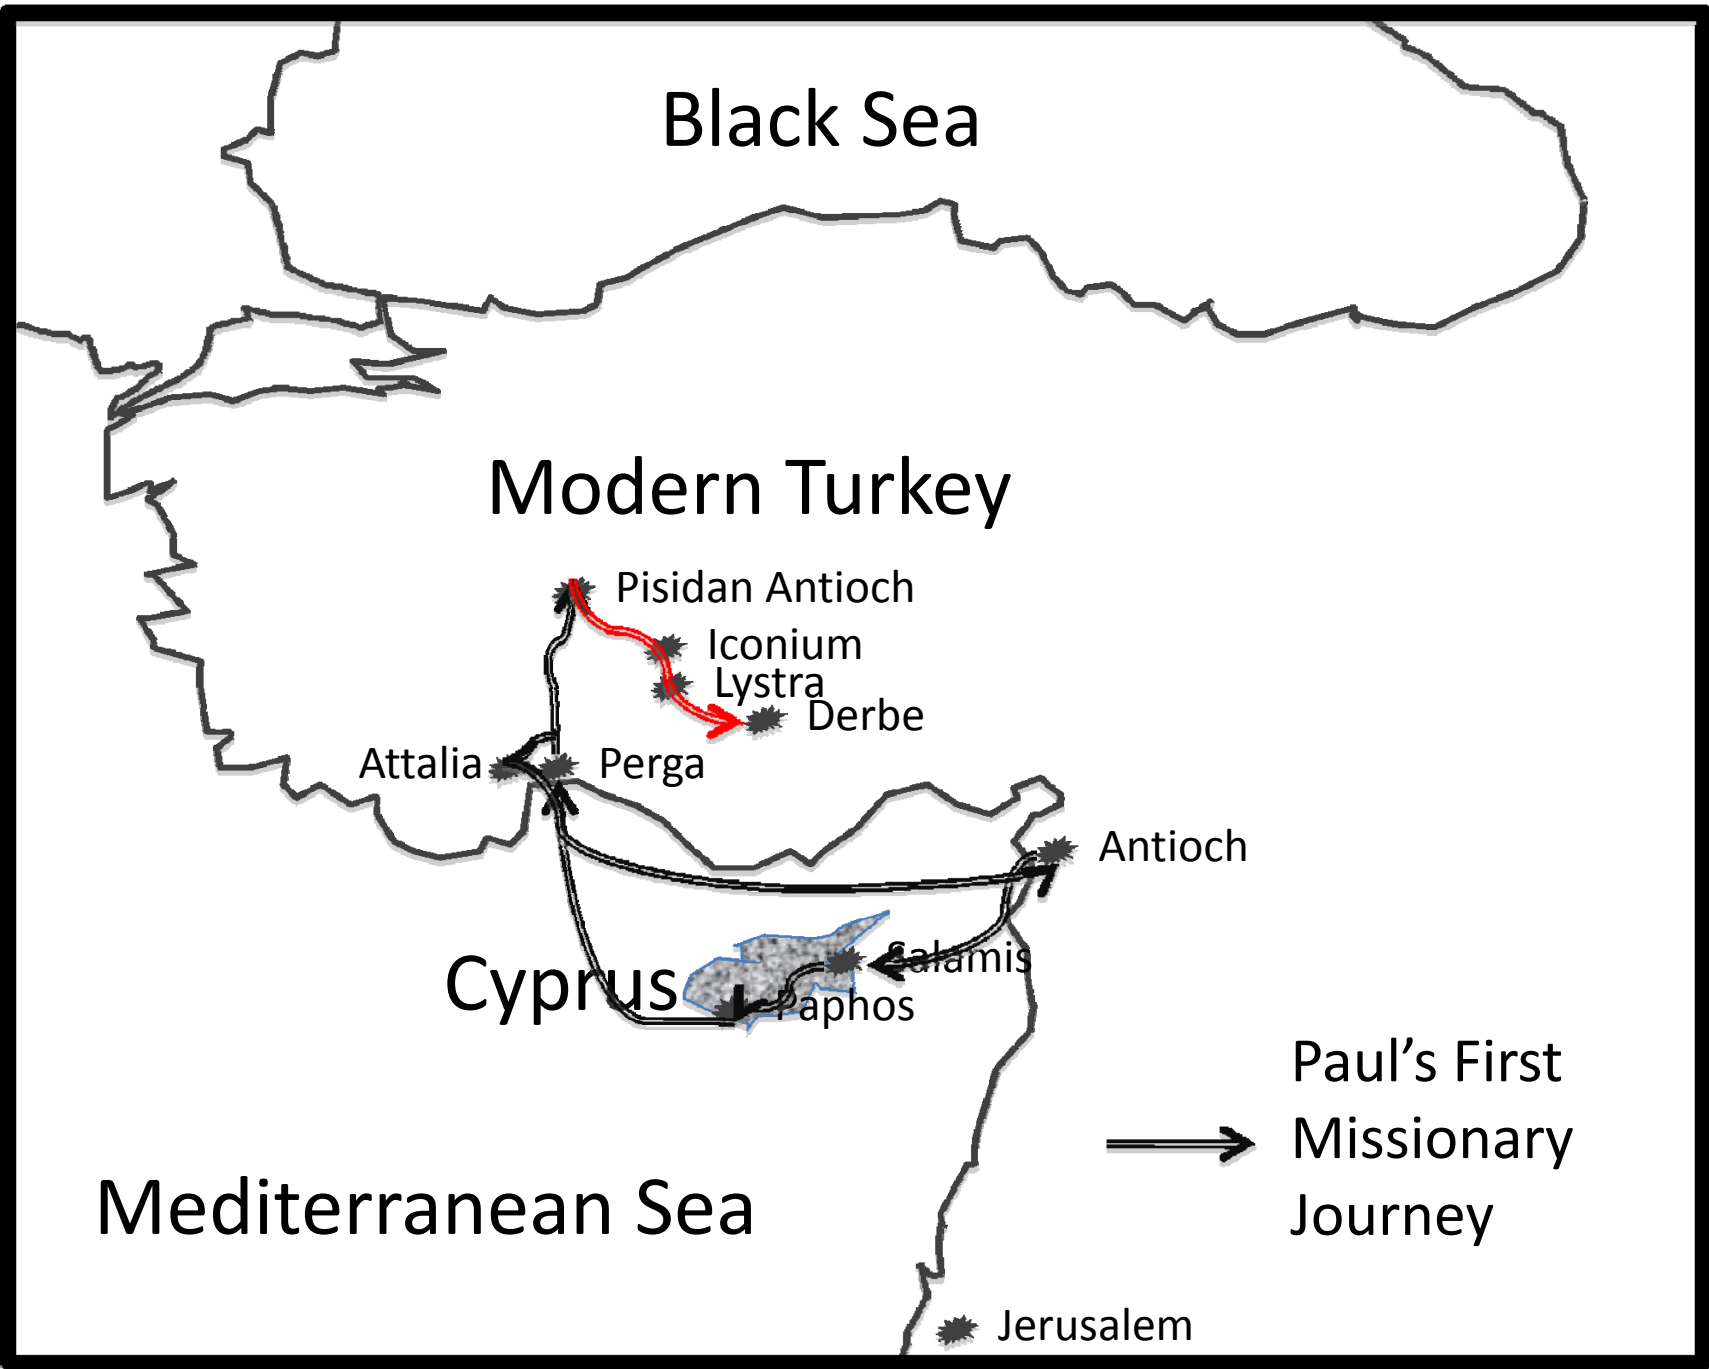 Black Sea
Modern Turkey
Pisidan Antioch
Iconium
Lystra
Derbe
Attalia
Perga
Antioch
Salamis
Cyprus
Paphos
Paul’s First
Missionary
Journey
Mediterranean Sea
Jerusalem